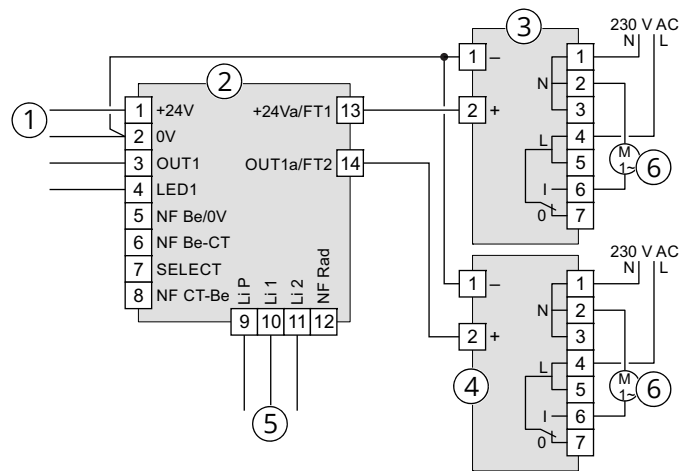 3
230 V AC
N L
1 –
1
2
2
N
3
1 +24V
+24Va/FT1 13
2 +
4
L
5
M
1~
6
1
2 0V
3 OUT1
OUT1a/FT2 14
I
6
0
7
4 LED1
5 NF Be/0V
6 NF Be-CT
7 SELECT
8 NF CT-Be
Li P
Li 1
Li 2
NF Rad
9 10 11 12
5
230 V AC
N L
1 –
1
N
2
3
2 +
4
L
4
5
M
1~
6
I
6
0
7